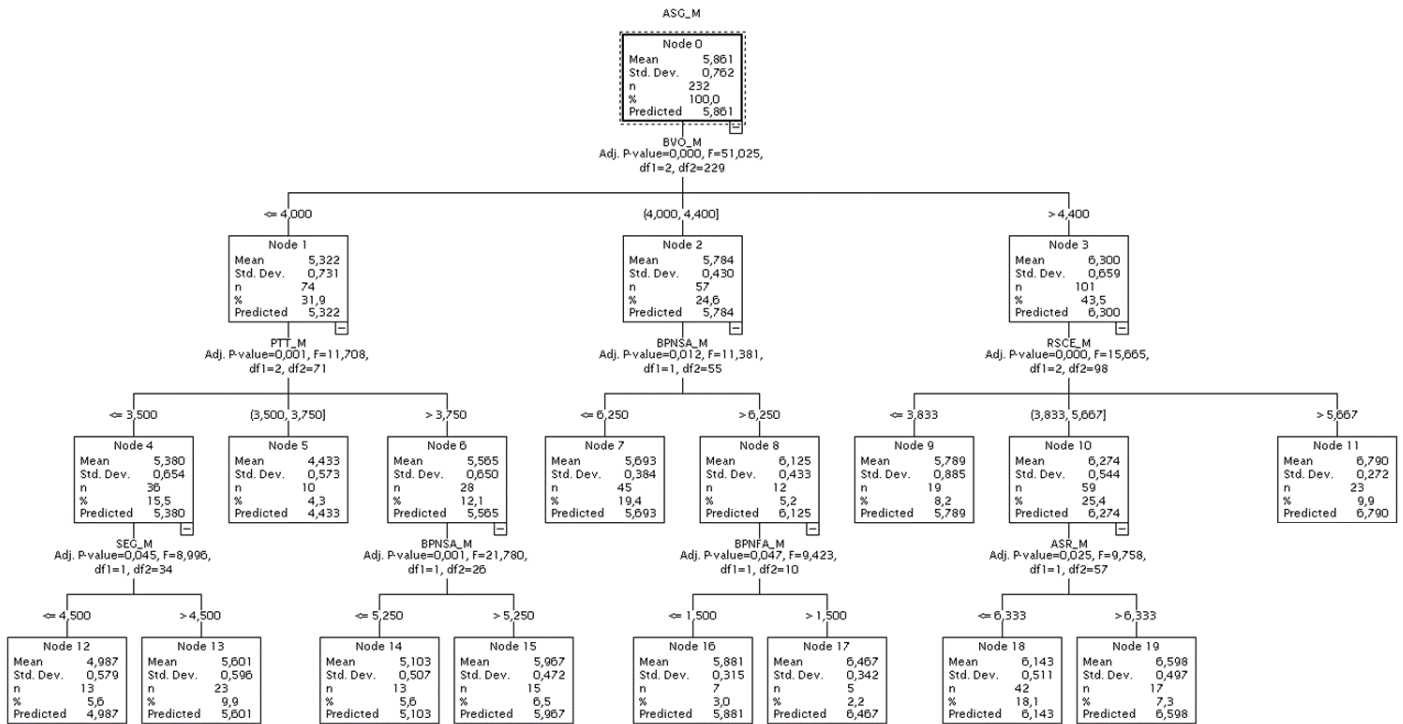 ASG_M
Node 0
Mean 5,861
Std. Dev. 0,762
n 232
% 100,0
Predicted 5,861
BVO_M
Adj. P-value=0,000, F=51,025,
df1=2, df2=229
<= 4,000
(4,000, 4,400]
> 4,400
Node 1
Mean 5,322
Std. Dev. 0,731
n 74
% 31,9
Predicted 5,322
Node 2
Mean 5,784
Std. Dev. 0,430
n 57
% 24,6
Predicted 5,784
Node 3
Mean 6,300
Std. Dev. 0,659
n 101
% 43,5
Predicted 6,300
PTT_M
Adj. P-value=0,001, F=11,708,
df1=2, df2=71
BPNSA_M
Adj. P-value=0,012, F=11,381,
df1=1, df2=55
RSCE_M
Adj. P-value=0,000, F=15,665,
df1=2, df2=98
<= 3,500
(3,500, 3,750]
> 3,750
<= 6,250
> 6,250
<= 3,833
(3,833, 5,667]
> 5,667
Node 4
Mean 5,380
Std. Dev. 0,654
n 36
% 15,5
Predicted 5,380
Node 5
Mean 4,433
Std. Dev. 0,573
n 10
% 4,3
Predicted 4,433
Node 6
Mean 5,565
Std. Dev. 0,650
n 28
% 12,1
Predicted 5,565
Node 7
Mean 5,693
Std. Dev. 0,384
n 45
% 19,4
Predicted 5,693
Node 8
Mean 6,125
Std. Dev. 0,433
n 12
% 5,2
Predicted 6,125
Node 9
Mean 5,789
Std. Dev. 0,885
n 19
% 8,2
Predicted 5,789
Node 10
Mean 6,274
Std. Dev. 0,544
n 59
% 25,4
Predicted 6,274
Node 11
Mean 6,790
Std. Dev. 0,272
n 23
% 9,9
Predicted 6,790
SEG_M
Adj. P-value=0,045, F=8,996,
df1=1, df2=34
BPNSA_M
Adj. P-value=0,001, F=21,780,
df1=1, df2=26
BPNFA_M
Adj. P-value=0,047, F=9,423,
df1=1, df2=10
ASR_M
Adj. P-value=0,025, F=9,758,
df1=1, df2=57
<= 4,500
> 4,500
<= 5,250
> 5,250
<= 1,500
> 1,500
<= 6,333
> 6,333
Node 12
Mean 4,987
Std. Dev. 0,579
n 13
% 5,6
Predicted 4,987
Node 13
Mean 5,601
Std. Dev. 0,596
n 23
% 9,9
Predicted 5,601
Node 14
Mean 5,103
Std. Dev. 0,507
n 13
% 5,6
Predicted 5,103
Node 15
Mean 5,967
Std. Dev. 0,472
n 15
% 6,5
Predicted 5,967
Node 16
Mean 5,881
Std. Dev. 0,315
n 7
% 3,0
Predicted 5,881
Node 17
Mean 6,467
Std. Dev. 0,342
n 5
% 2,2
Predicted 6,467
Node 18
Mean 6,143
Std. Dev. 0,511
n 42
% 18,1
Predicted 6,143
Node 19
Mean 6,598
Std. Dev. 0,497
n 17
% 7,3
Predicted 6,598